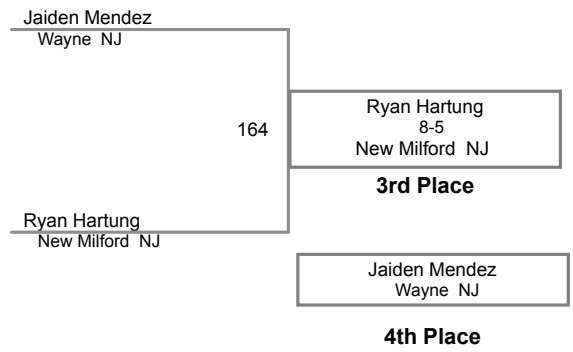 Jaiden Mendez
Wayne NJ
164
Ryan Hartung
8-5
New Milford NJ
3rd Place
Ryan Hartung
New Milford NJ
Jaiden Mendez
Wayne NJ
4th Place